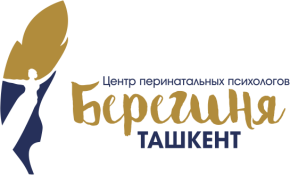 Центр перинатальных психологов
Берегиня
ТАШКЕНТ